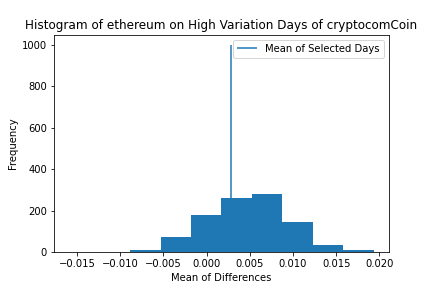 Histogram of ethereum on High Variation Days of cryptocomCoin
Mean of Selected Days
Frequency
1000
800
600
400
200
0
−0.015 −0.010 −0.005 0.000 0.005 0.010 0.015 0.020
Mean of Differences